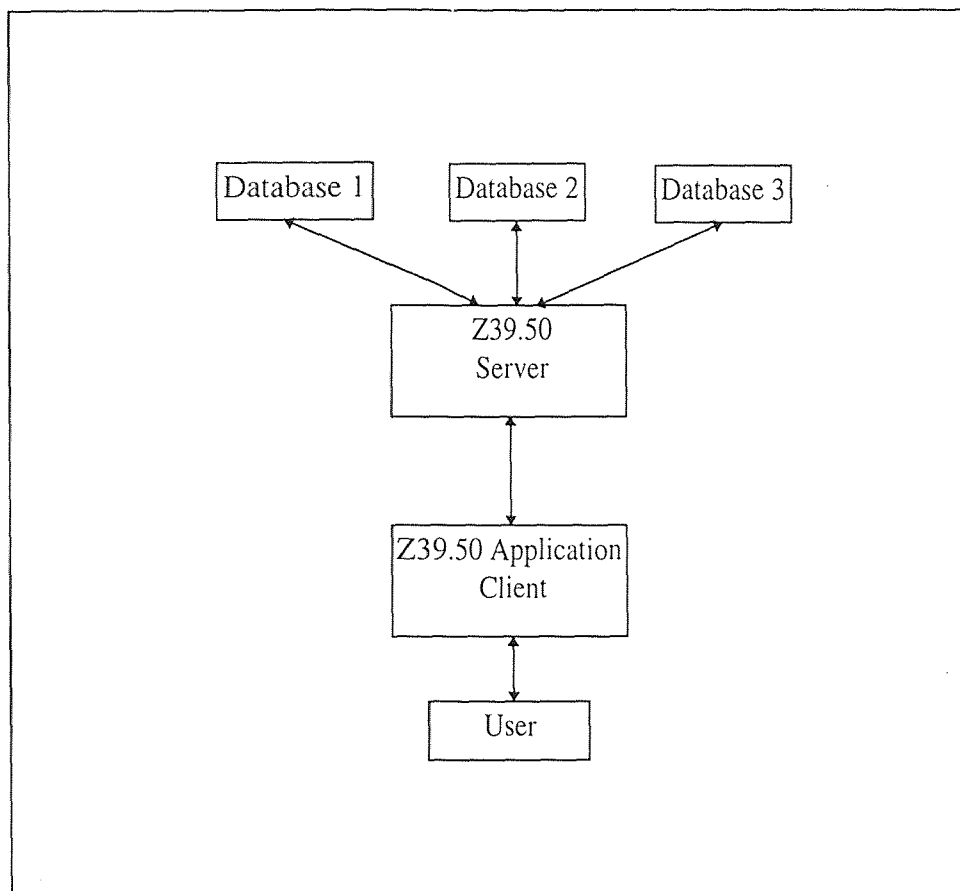 Database 1
Database 2
Database 3
Z39.50
Server
Z39.50 Application
Client
User